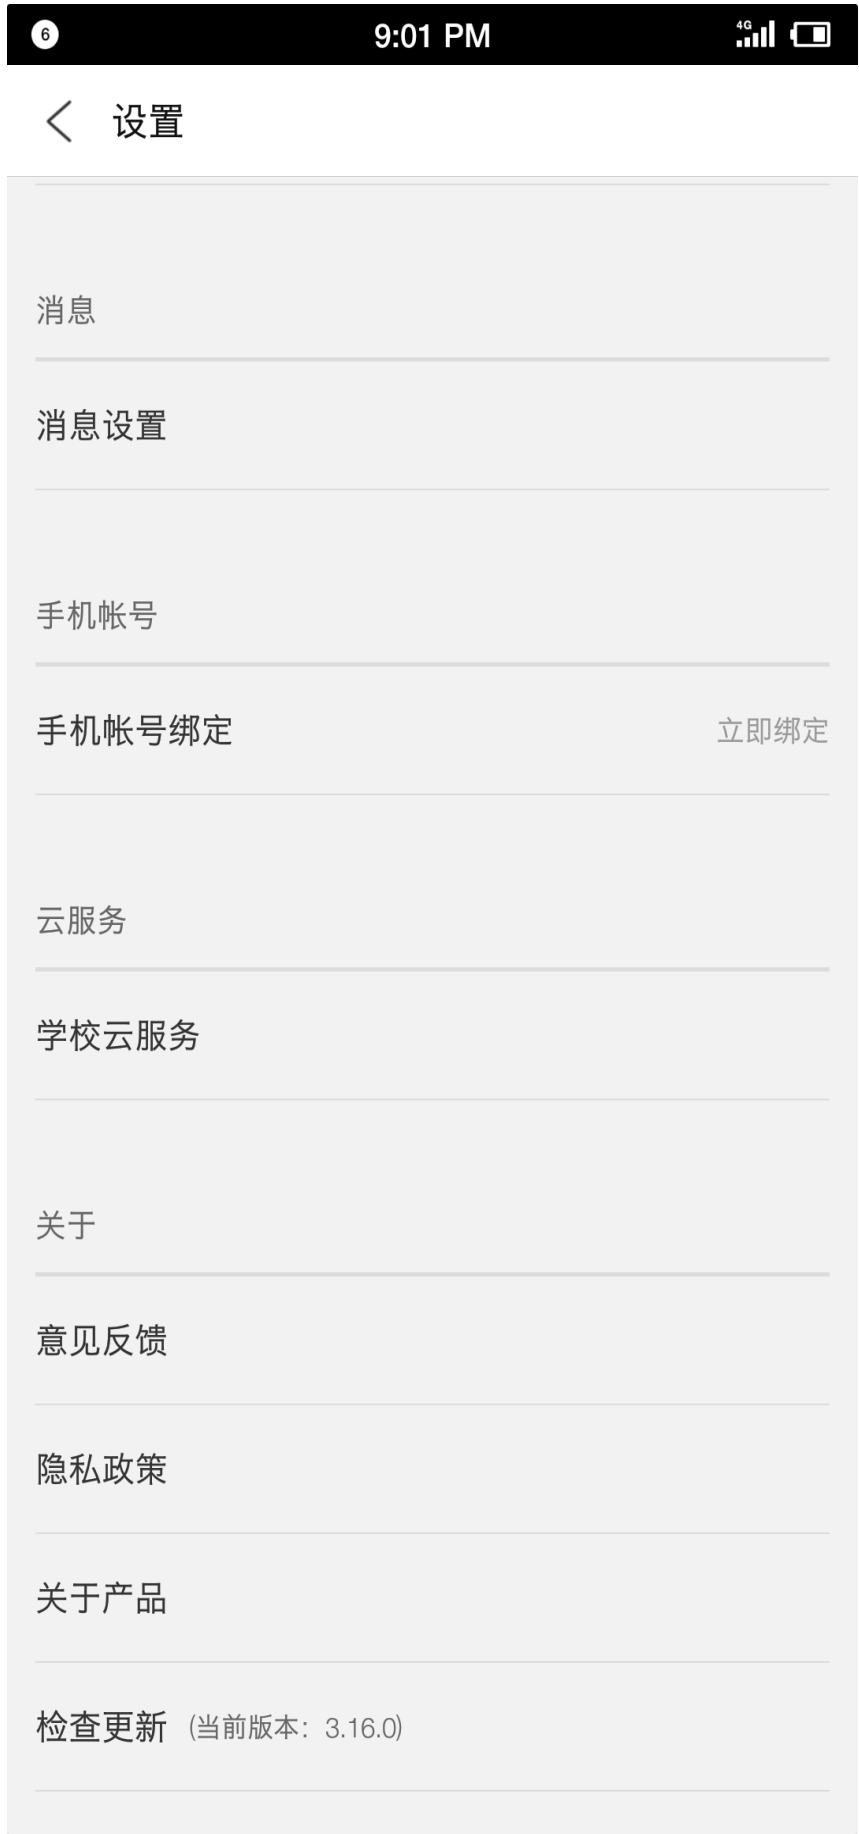 6
9:01 PM
4G
设置
消息
消息设置
手机帐号
手机帐号绑定 立即绑定
云服务
学校云服务
关于
意见反馈
隐私政策
关于产品
检查更新 (当前版本：3.16.0)